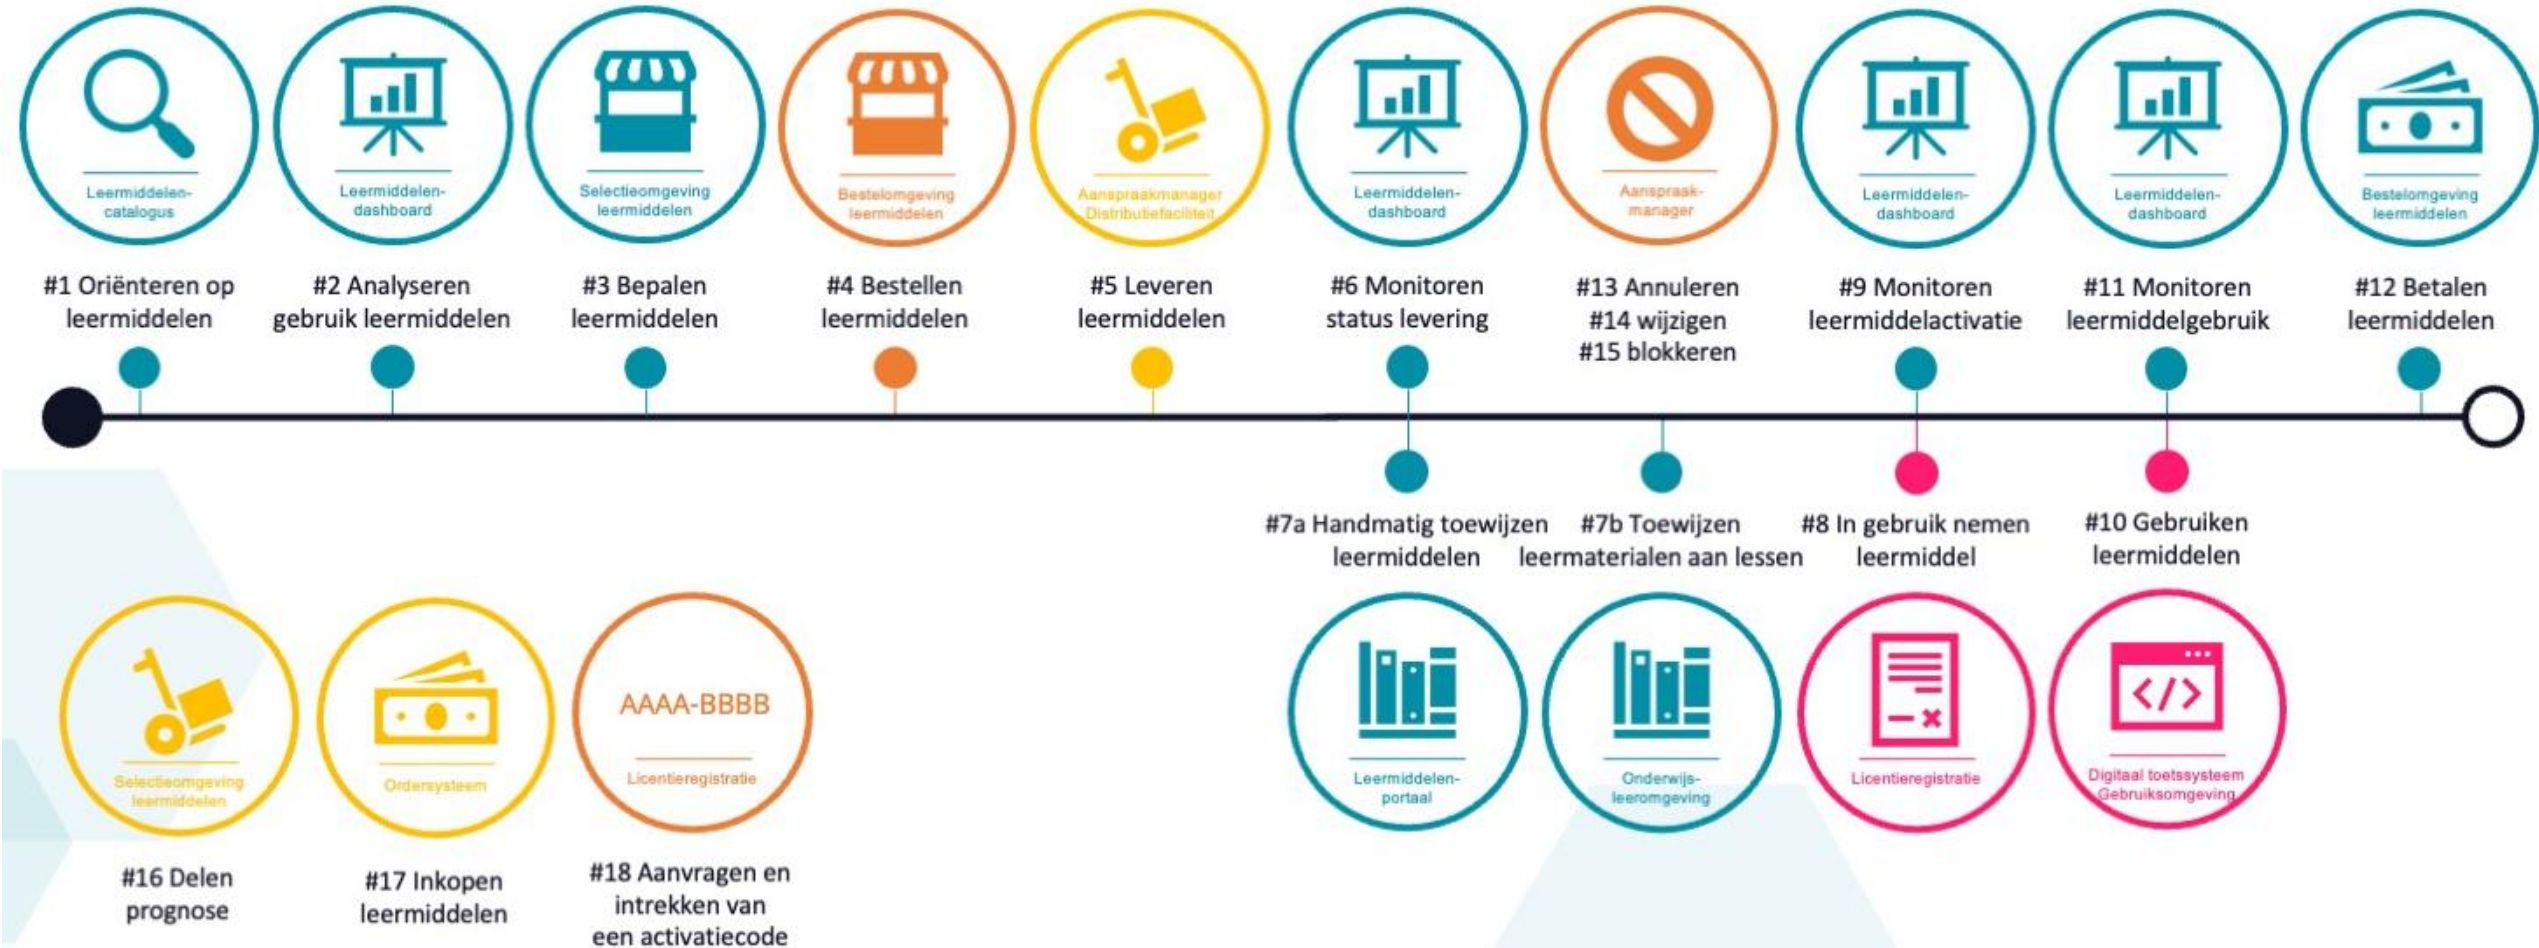 Leermiddelen-
catalogus
#1 Oriënteren op
leermiddelen
Leermiddelen-
dashboard
#2 Analyseren
gebruik leermiddelen
Selectieomgeving
leermiddelen
#3 Bepalen
leermiddelen
Bestelomgeving
leermiddelen
#4 Bestellen
leermiddelen
Aanspraakmanager
Distributiefaciliteit
#5 Leveren
leermiddelen
Leermiddelen-
dashboard
#6 Monitoren
status levering
Aanspraak-
manager
#13 Annuleren
#14 wijzigen
#15 blokkeren
Leermiddelen-
dashboard
#9 Monitoren
leermiddelactivatie
Leermiddelen-
dashboard
#11 Monitoren
leermiddelgebruik
Bestelomgeving
leermiddelen
#12 Betalen
leermiddelen
#7a Handmatig toewijzen
leermiddelen
Leermiddelen-
portaal
#7b Toewijzen
leermaterialen aan lessen
Onderwijs-
leeromgeving
#8 In gebruik nemen
leermiddel
Licentieregistratie
#10 Gebruiken
leermiddelen
</>
Digitaal toetssysteem
Gebruiksomgeving
Selectieomgeving
leermiddelen
#16 Delen
prognose
Ordersysteem
#17 Inkopen
leermiddelen
AAAA-BBBB
Licentieregistratie
#18 Aanvragen en
intrekken van
een activatiecode